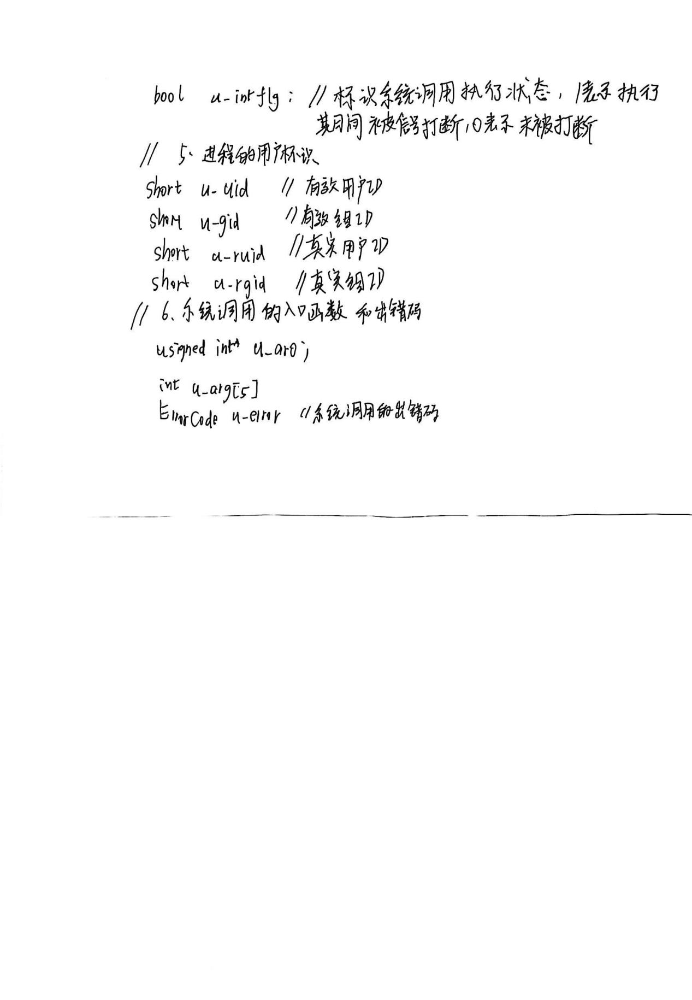 bool u_intflg; // 标识系统调用执行状态, 1表示执行
期间被信号打断,0表示未被打断
// 5、进程的用户标识
short u-uid // 有效用户ID
short u-gid // 有效组ID
short u-ruid // 真实用户ID
short u-rgid // 真实组ID
// 6、系统调用的入口函数和出错码
usigned int* u_ar0;
int u_arg[5]
ErrorCode u-error // 系统调用的出错码